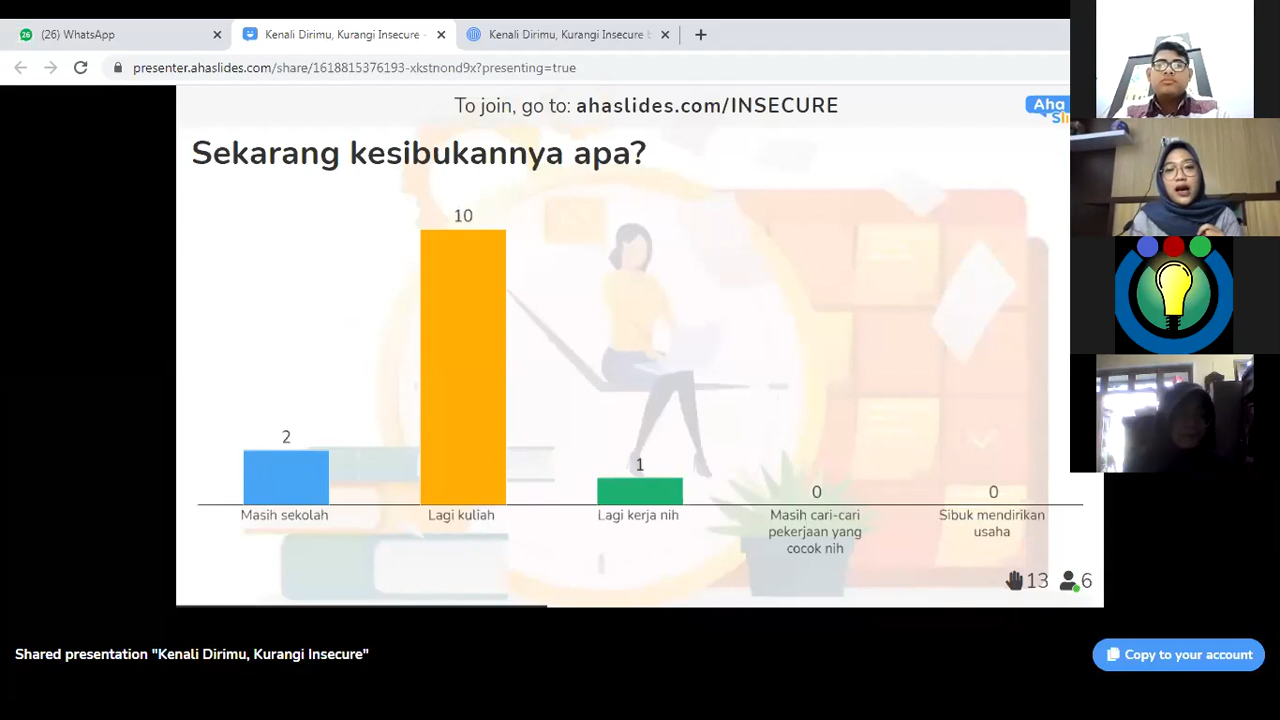 (26) WhatsApp
Kenali Dirimu, Kurangi Insecure -
Kenali Dirimu, Kurangi Insecure b
presenter.ahaslides.com/share/1618815376193-xkstnond9x?presenting=true
To join, go to: ahaslides.com/INSECURE
Aha
Sli
Sekarang kesibukannya apa?
10
2
1
0
0
Masih sekolah
Lagi kuliah
Lagi kerja nih
Masih cari-cari
pekerjaan yang
cocok nih
Sibuk mendirikan
usaha
13
6
Shared presentation "Kenali Dirimu, Kurangi Insecure"
Copy to your account